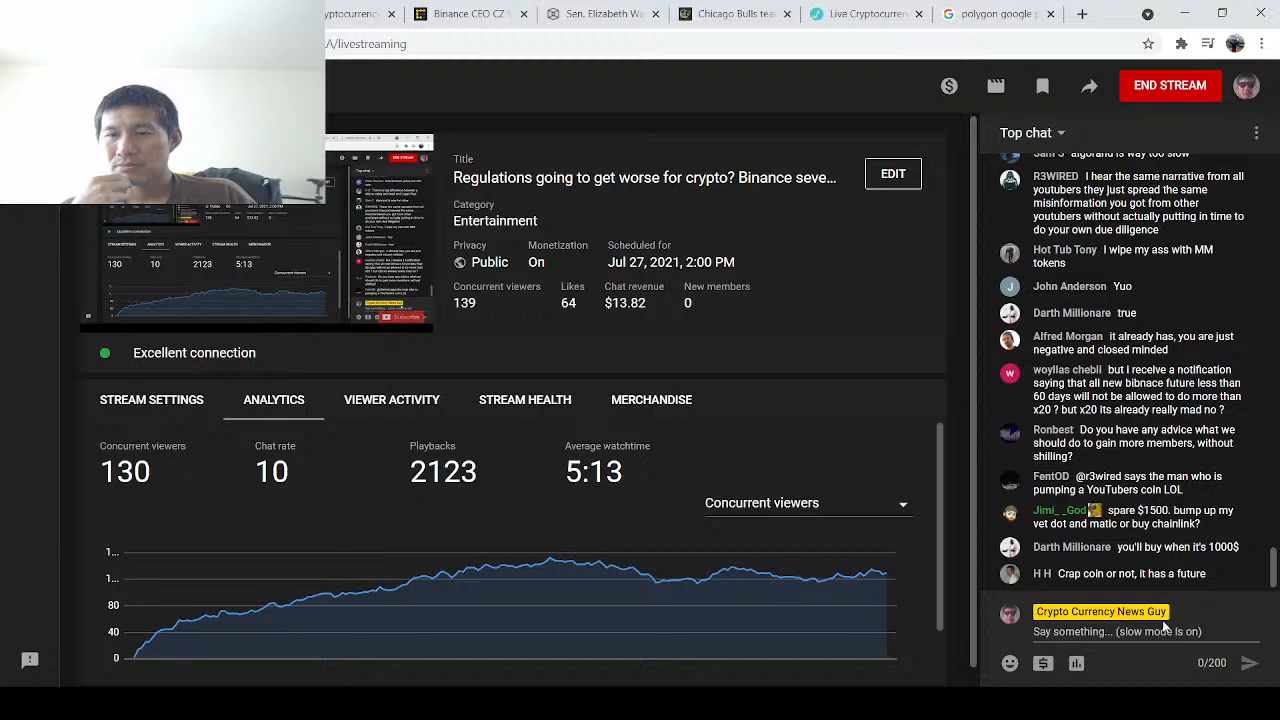 ryptocurrency
Binance CEO CZ
Sen. Elizabeth Wa
Chicago Bulls tea
Live Cryptocurre
polygon google
A/livestreaming
END STREAM
Title
Regulations going to get worse for crypto? Binance seve
EDIT
Category
Entertainment
Privacy
Monetization
Scheduled for
Public
On
Jul 27, 2021, 2:00 PM
Concurrent viewers
Likes
Chat revenue
New members
139
64
$13.82
0
Excellent connection
STREAM SETTINGS
ANALYTICS
VIEWER ACTIVITY
STREAM HEALTH
MERCHANDISE
Concurrent viewers
Chat rate
Playbacks
Average watchtime
130
10
2123
5:13
Concurrent viewers
1...
1...
80
40
0
Top chat
R3WIRED I hear the same narrative from all
youtubers you just spread the same
misinformation you got from other
youtubers without actually putting in time to
do you own due diligence
Hot Tub Tony I wipe my ass with MM
tokens
John Anderson Yuo
Darth Millionare true
Alfred Morgan it already has, you are just
negative and closed minded
woyllas chebli but I receive a notification
saying that all new bibnace future less than
60 days will not be allowed to do more than
x20 ? but x20 its already really mad no ?
Ronbest Do you have any advice what we
should do to gain more members, without
shilling?
FentOD @r3wired says the man who is
pumping a YouTubers coin LOL
Jimi_ _God spare $1500. bump up my
vet dot and matic or buy chainlink?
Darth Millionare you'll buy when it's 1000$
H H Crap coin or not, it has a future
Crypto Currency News Guy
Say something... (slow mode is on)
0/200